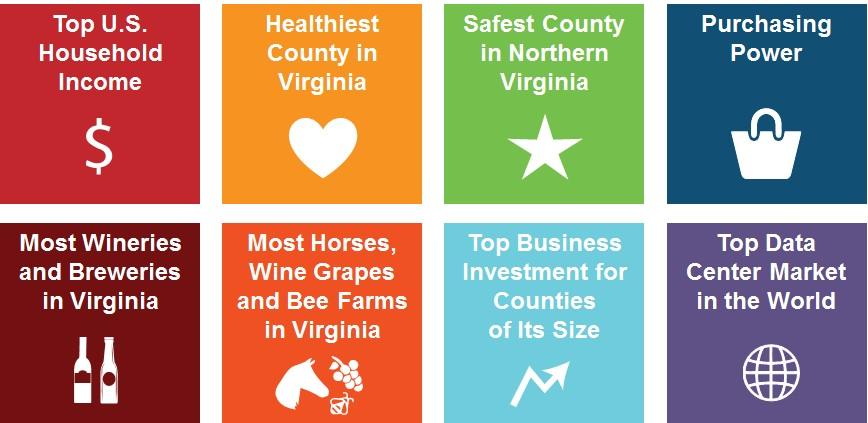 Top U.S.
Household
Income
$
Healthiest
County in
Virginia
Safest County
in Northern
Virginia
Purchasing
Power
Most Wineries
and Breweries
in Virginia
Most Horses,
Wine Grapes
and Bee Farms
in Virginia
Top Business
Investment for
Counties
of Its Size
Top Data
Center Market
in the World